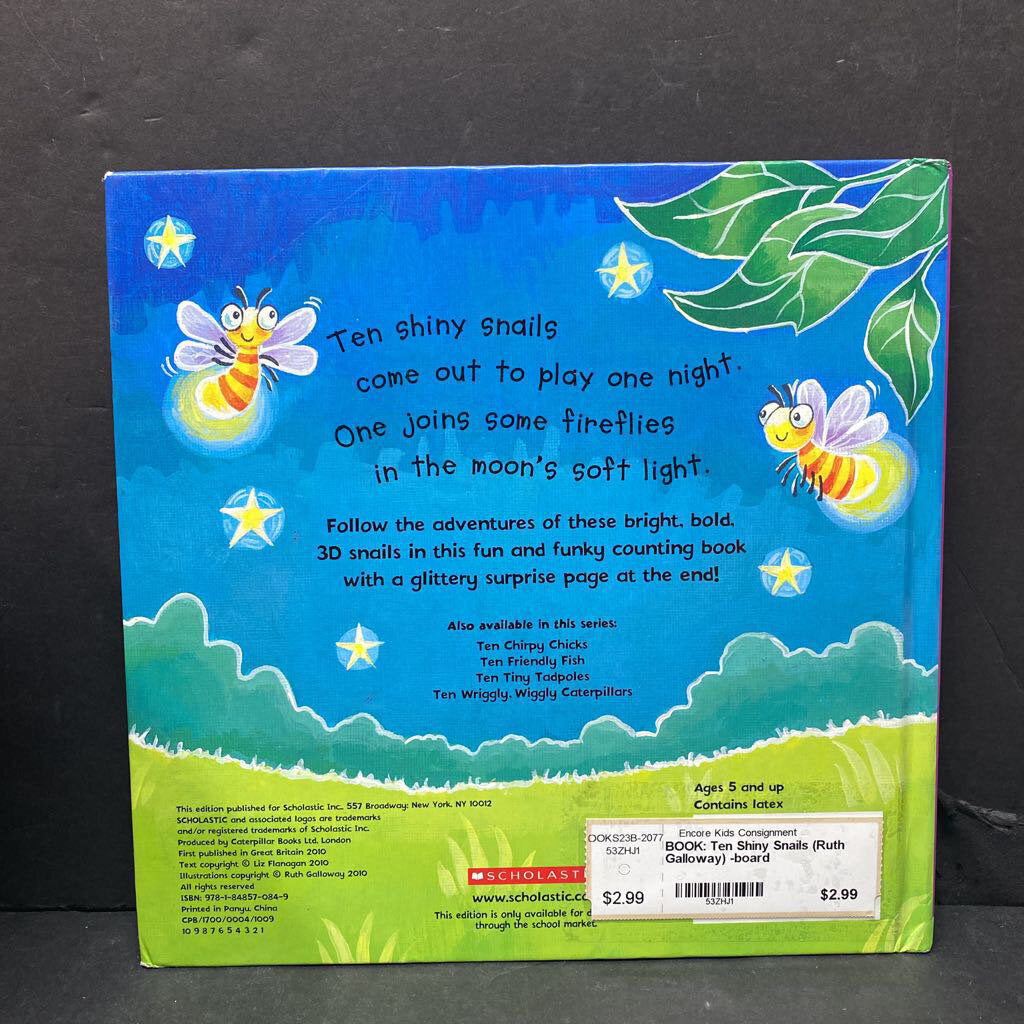 Ten shiny snails
come out to play one night.
One joins some fireflies
in the moon's soft light.
Follow the adventures of these bright, bold,
3D snails in this fun and funky counting book
with a glittery surprise page at the end!
Also available in this series:
Ten Chirpy Chicks
Ten Friendly Fish
Ten Tiny Tadpoles
Ten Wriggly, Wiggly Caterpillars
Ages 5 and up
Contains latex
This edition published for Scholastic Inc. 557 Broadway: New York. NY 10012
SCHOLASTIC and associated logos are trademarks
and/or registered trademarks of Scholastic Inc.
Produced by Caterpillar Books Ltd. London
First published in Great Britain 2010
Text copyright © Liz Flanagan 2010
Illustrations copyright © Ruth Galloway 2010
All rights reserved
ISBN: 978-1-84857-084-9
Printed in Panyu, China
CPB/1700/0004/1009
10 9 8 7 6 5 4 3 2 1
SCHOLAST
www.scholastic.c
This edition is only available for
through the school market.
OOKS23B-2077
53ZHJ1
$2.99
Encore Kids Consignment
BOOK: Ten Shiny Snails (Ruth
Galloway) -board
53ZHJ1
$2.99